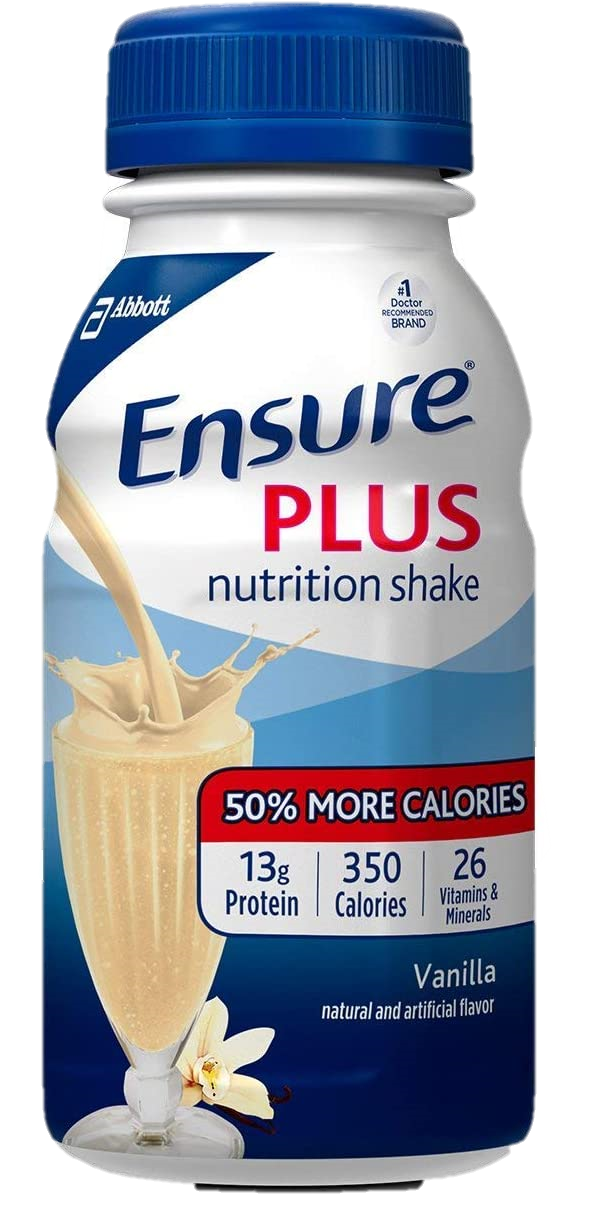 Abbott
#1
Doctor
RECOMMENDED
BRAND
Ensure®
PLUS
nutrition shake
50% MORE CALORIES
13g
Protein
350
Calories
26
Vitamins &
Minerals
Vanilla
natural and artificial flavor